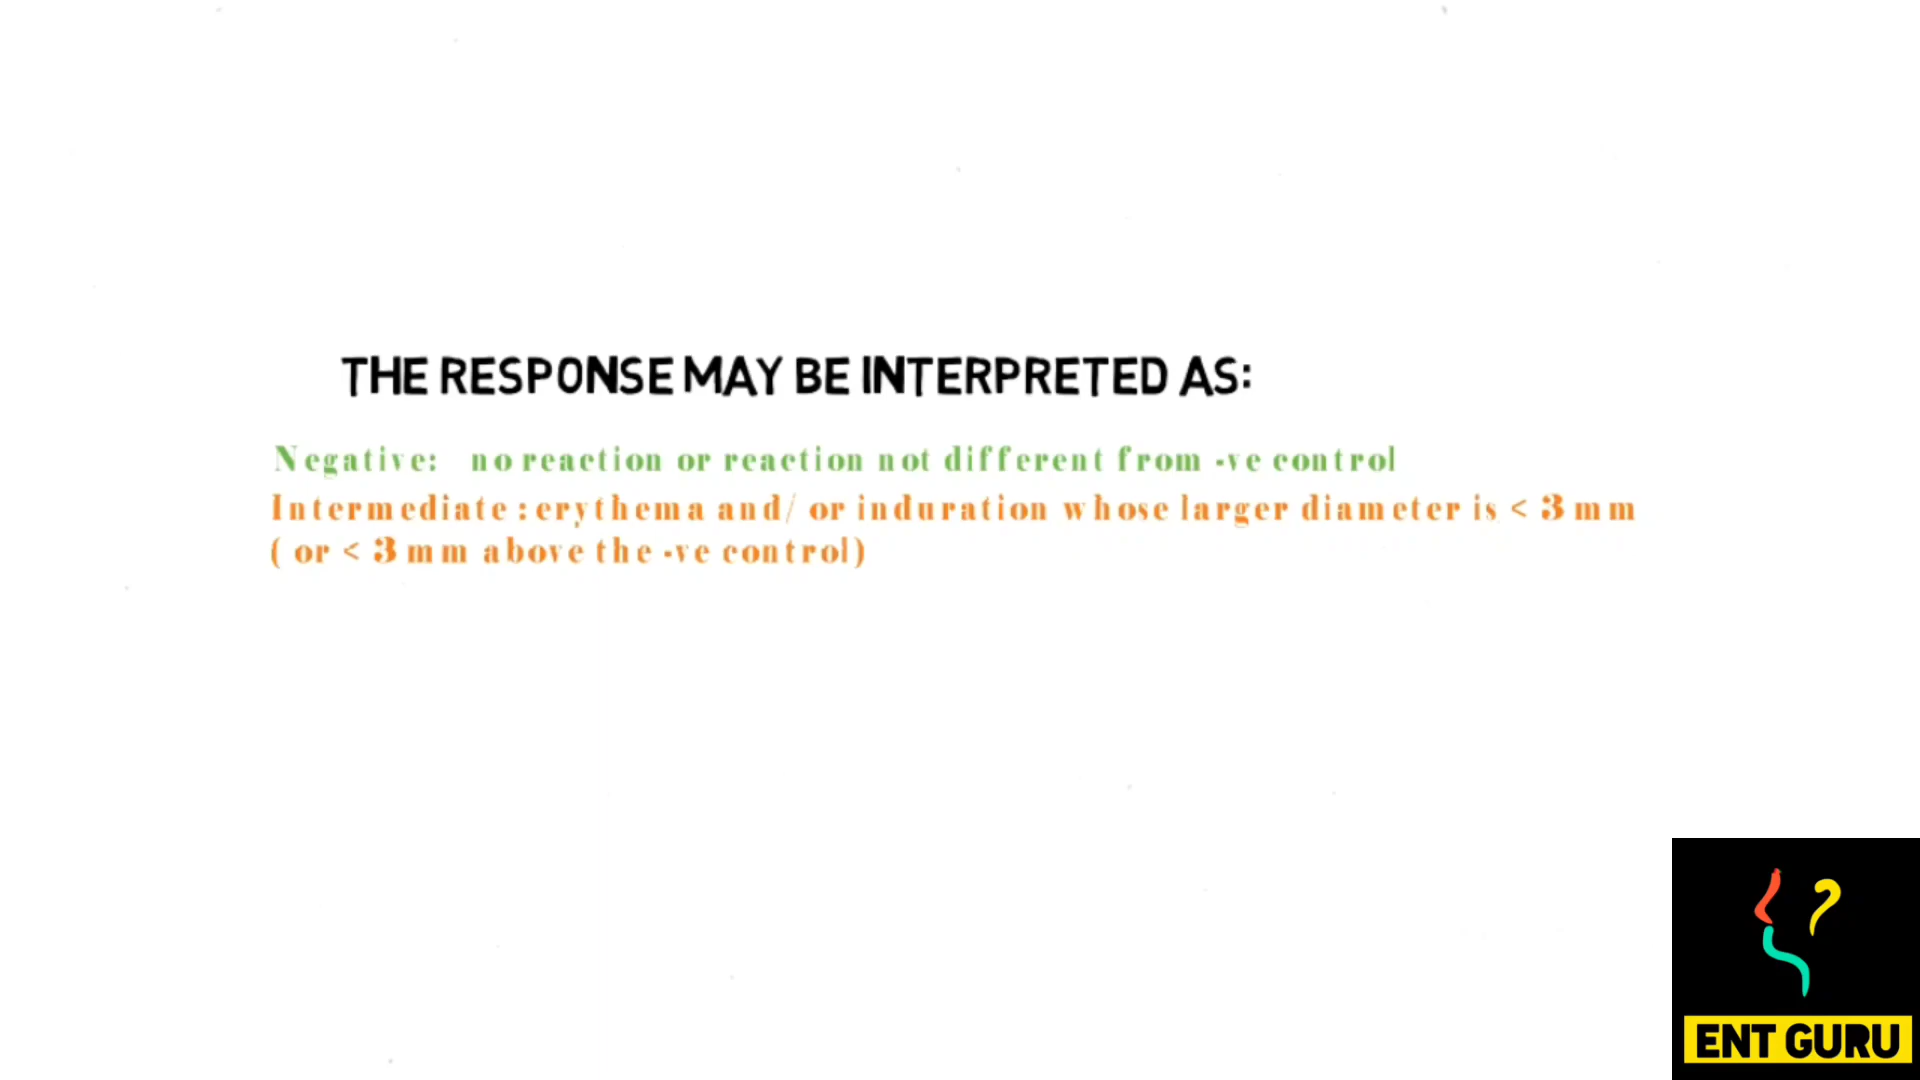 THE RESPONSE MAY BE INTERPRETED AS:
Negative: no reaction or reaction not different from -ve control
Intermediate : erythema and/ or induration whose larger diameter is < 3 mm
( or < 3 mm above the -ve control)
ENT GURU